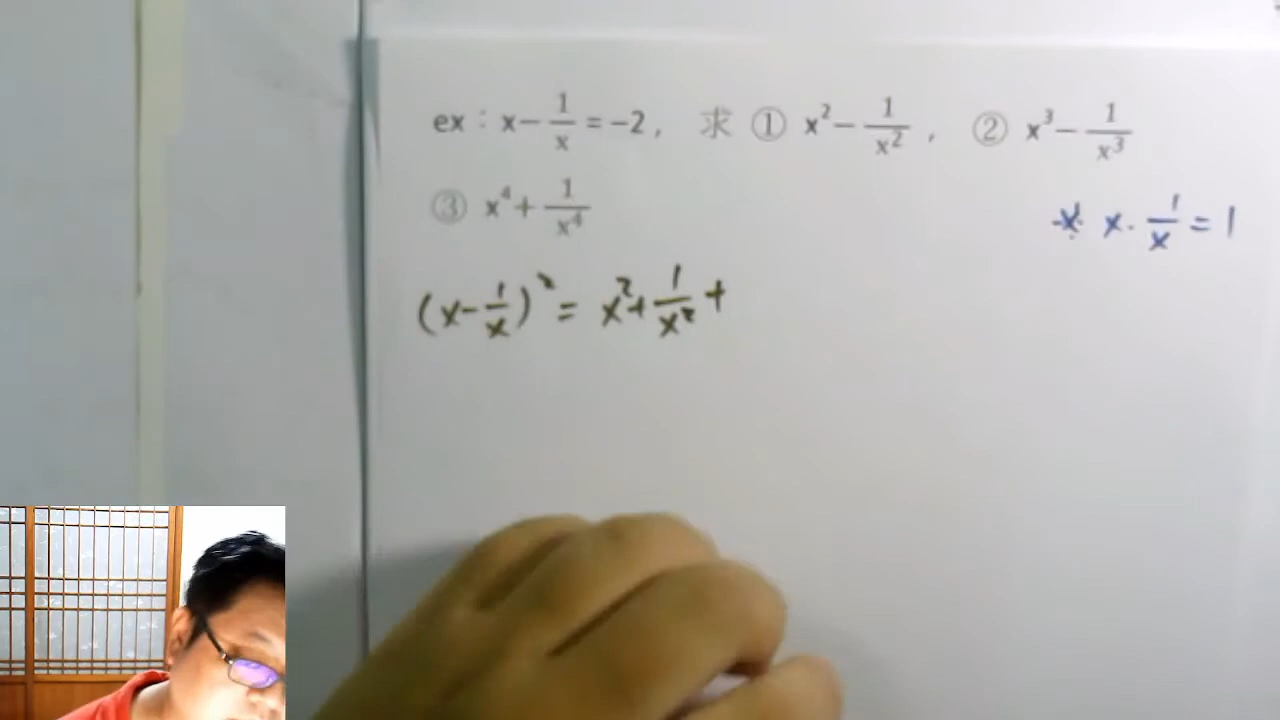 ex：x－1/x＝－2， 求 ① x²－1/x²， ② x³－1/x³
③ x⁴＋1/x⁴
* x·1/x=1
(x-1/x)²=x²+1/x²+